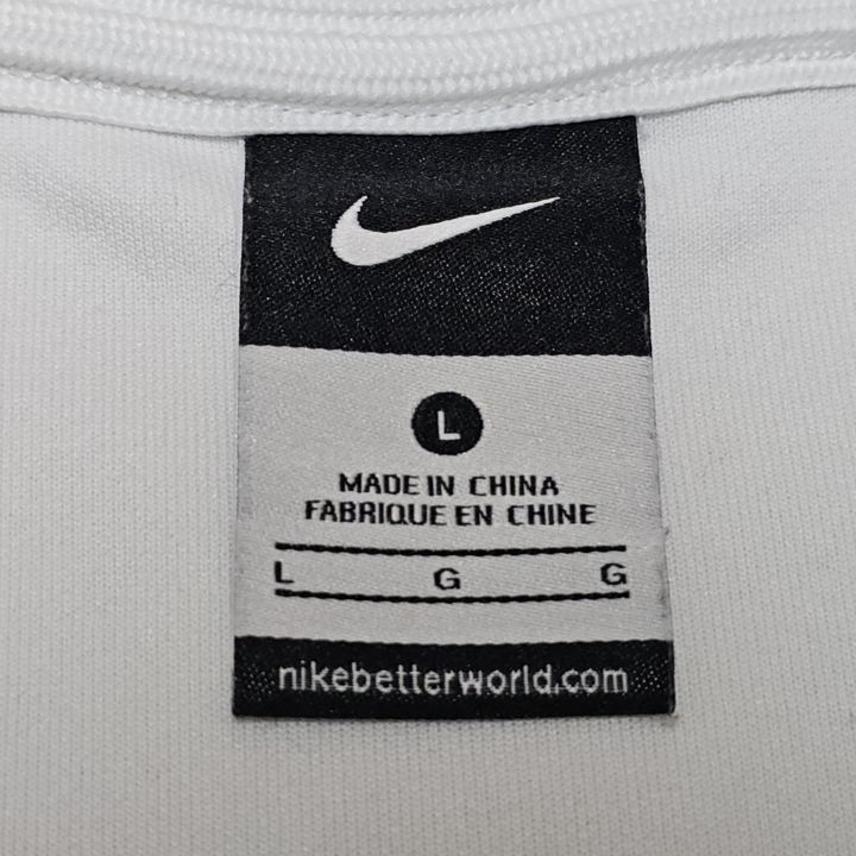 L
MADE IN CHINA
FABRIQUE EN CHINE
L G G
nikebetterworld.com